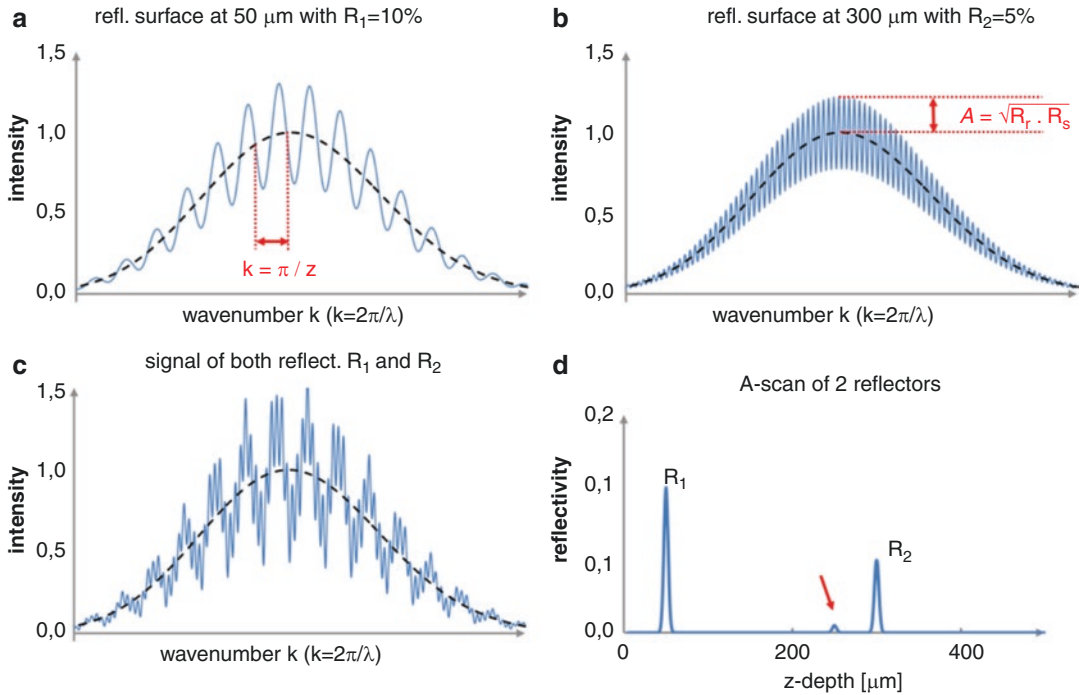 a refl. surface at 50 μm with R₁=10%
1,5
1,0
0,5
0,0
intensity
k = π / z
wavenumber k (k=2π/λ)
b refl. surface at 300 μm with R₂=5%
1,5
1,0
0,5
0,0
intensity
A = √Rᵣ . Rₛ
wavenumber k (k=2π/λ)
c signal of both reflect. R₁ and R₂
1,5
1,0
0,5
0,0
intensity
wavenumber k (k=2π/λ)
d A-scan of 2 reflectors
0,2
0,1
0,1
0,0
reflectivity
R₁
R₂
0 200 400
z-depth [μm]